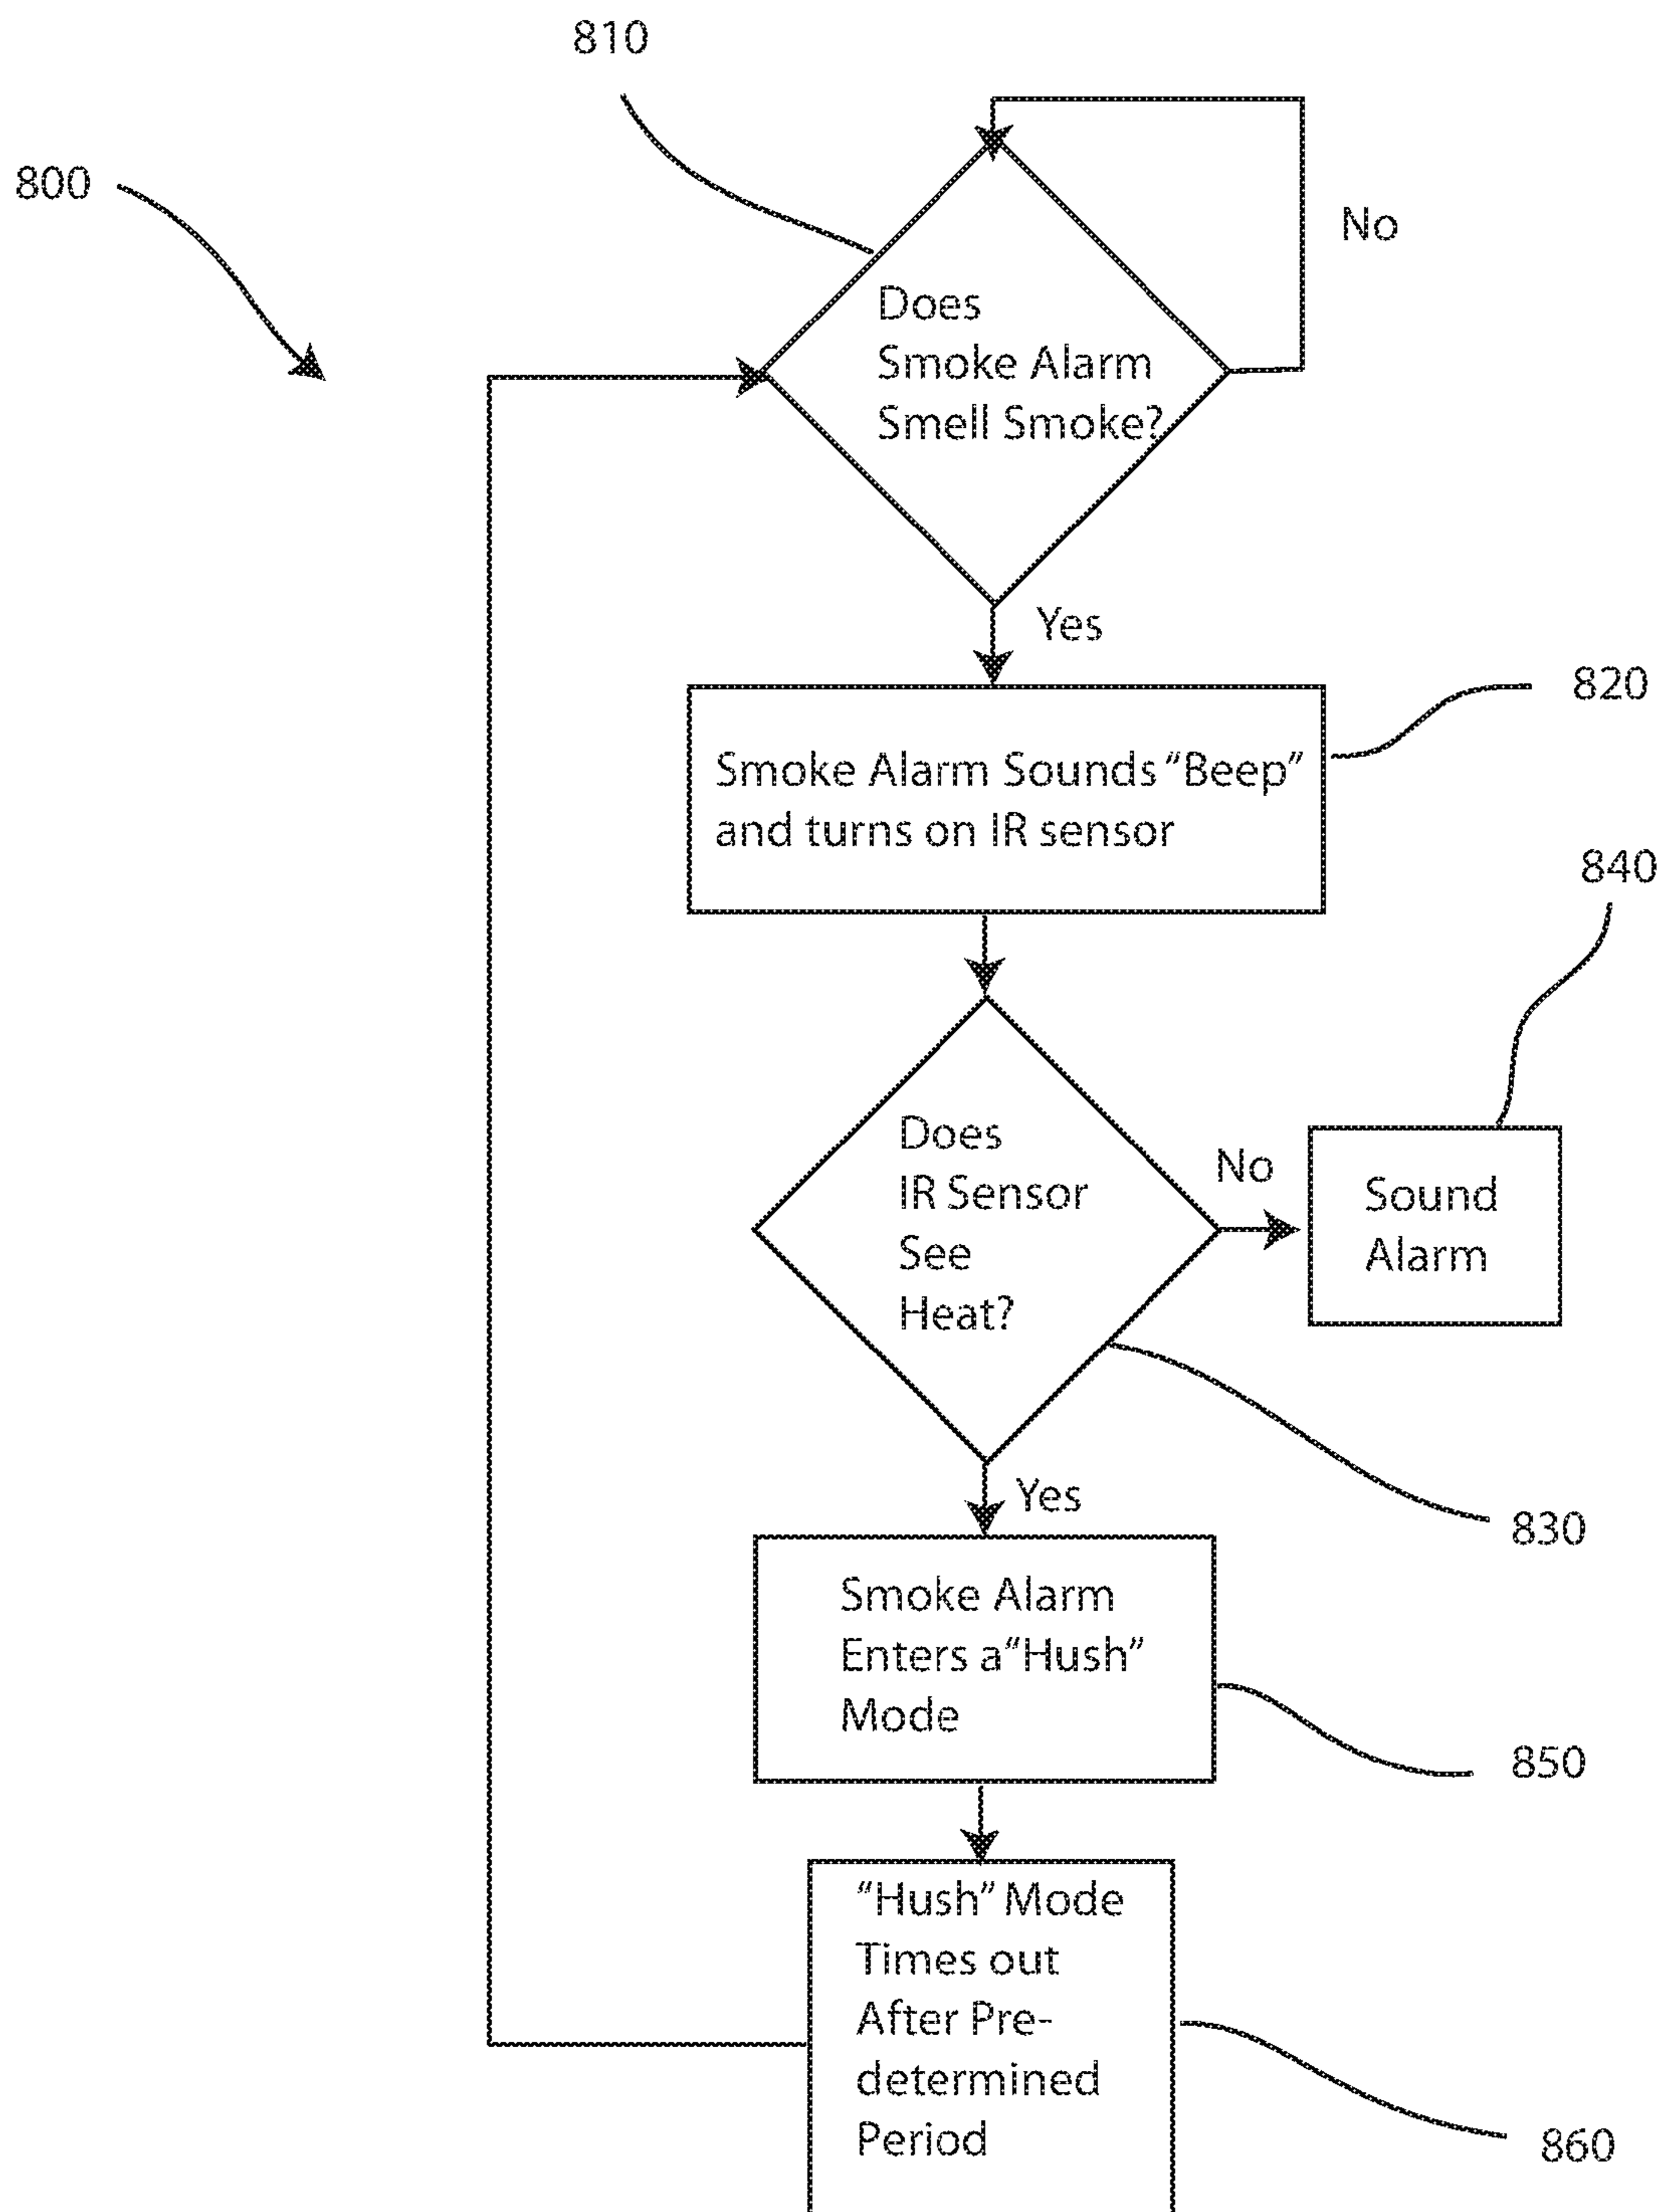 810
800
No
Does
Smoke Alarm
Smell Smoke?
Yes
820
Smoke Alarm Sounds “Beep”
and turns on IR sensor
840
Does
IR Sensor
See
Heat?
No
Sound
Alarm
Yes
830
Smoke Alarm
Enters a “Hush”
Mode
850
“Hush” Mode
Times out
After Pre-
determined
Period
860